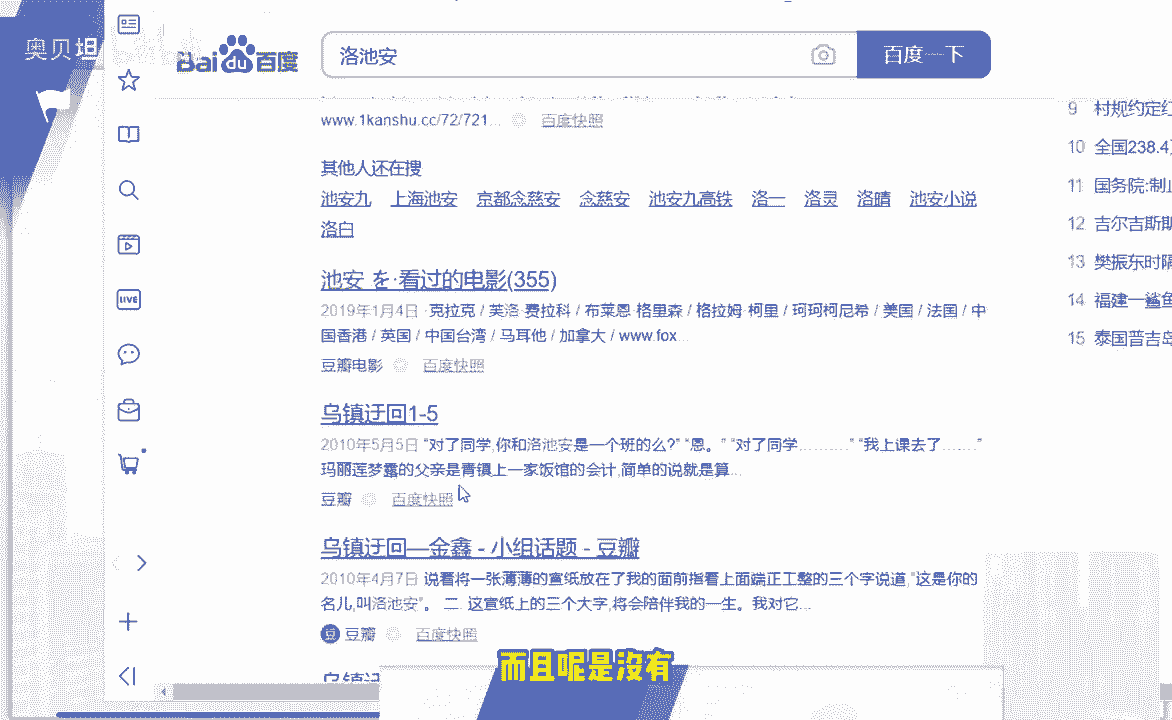 奥贝坦
Bai du 百度
洛池安
百度一下
www.1kanshu.cc/72/721... 百度快照
其他人还在搜
池安九 上海池安 京都念慈安 念慈安 池安九高铁 洛一 洛灵 洛晴 池安小说
洛白
池安 を·看过的电影(355)
2019年1月4日 ·克拉克 / 芙洛·费拉科 / 布莱恩·格里森 / 格拉姆·柯里 / 珂珂柯尼希 / 美国 / 法国 / 中
国香港 / 英国 / 中国台湾 / 马耳他 / 加拿大 / www.fox...
豆瓣电影 百度快照
乌镇迂回1-5
2010年5月5日 “对了同学,你和洛池安是一个班的么?” “恩。” “对了同学………” “我上课去了……”
玛丽莲梦露的父亲是青镇上一家饭馆的会计,简单的说就是算...
豆瓣 百度快照
乌镇迂回—金鑫 - 小组话题 - 豆瓣
2010年4月7日 说着将一张薄薄的宣纸放在了我的面前指着上面端正工整的三个字说道,“这是你的
名儿,叫洛池安”。 二. 这宣纸上的三个大字,将会陪伴我的一生。我对它...
豆 豆瓣 百度快照
9 村规约定红
10 全国238.4
11 国务院:制止
12 吉尔吉斯斯
13 樊振东时隔
14 福建一鲨鱼
15 泰国普吉岛
LIVE
而且呢是沒有